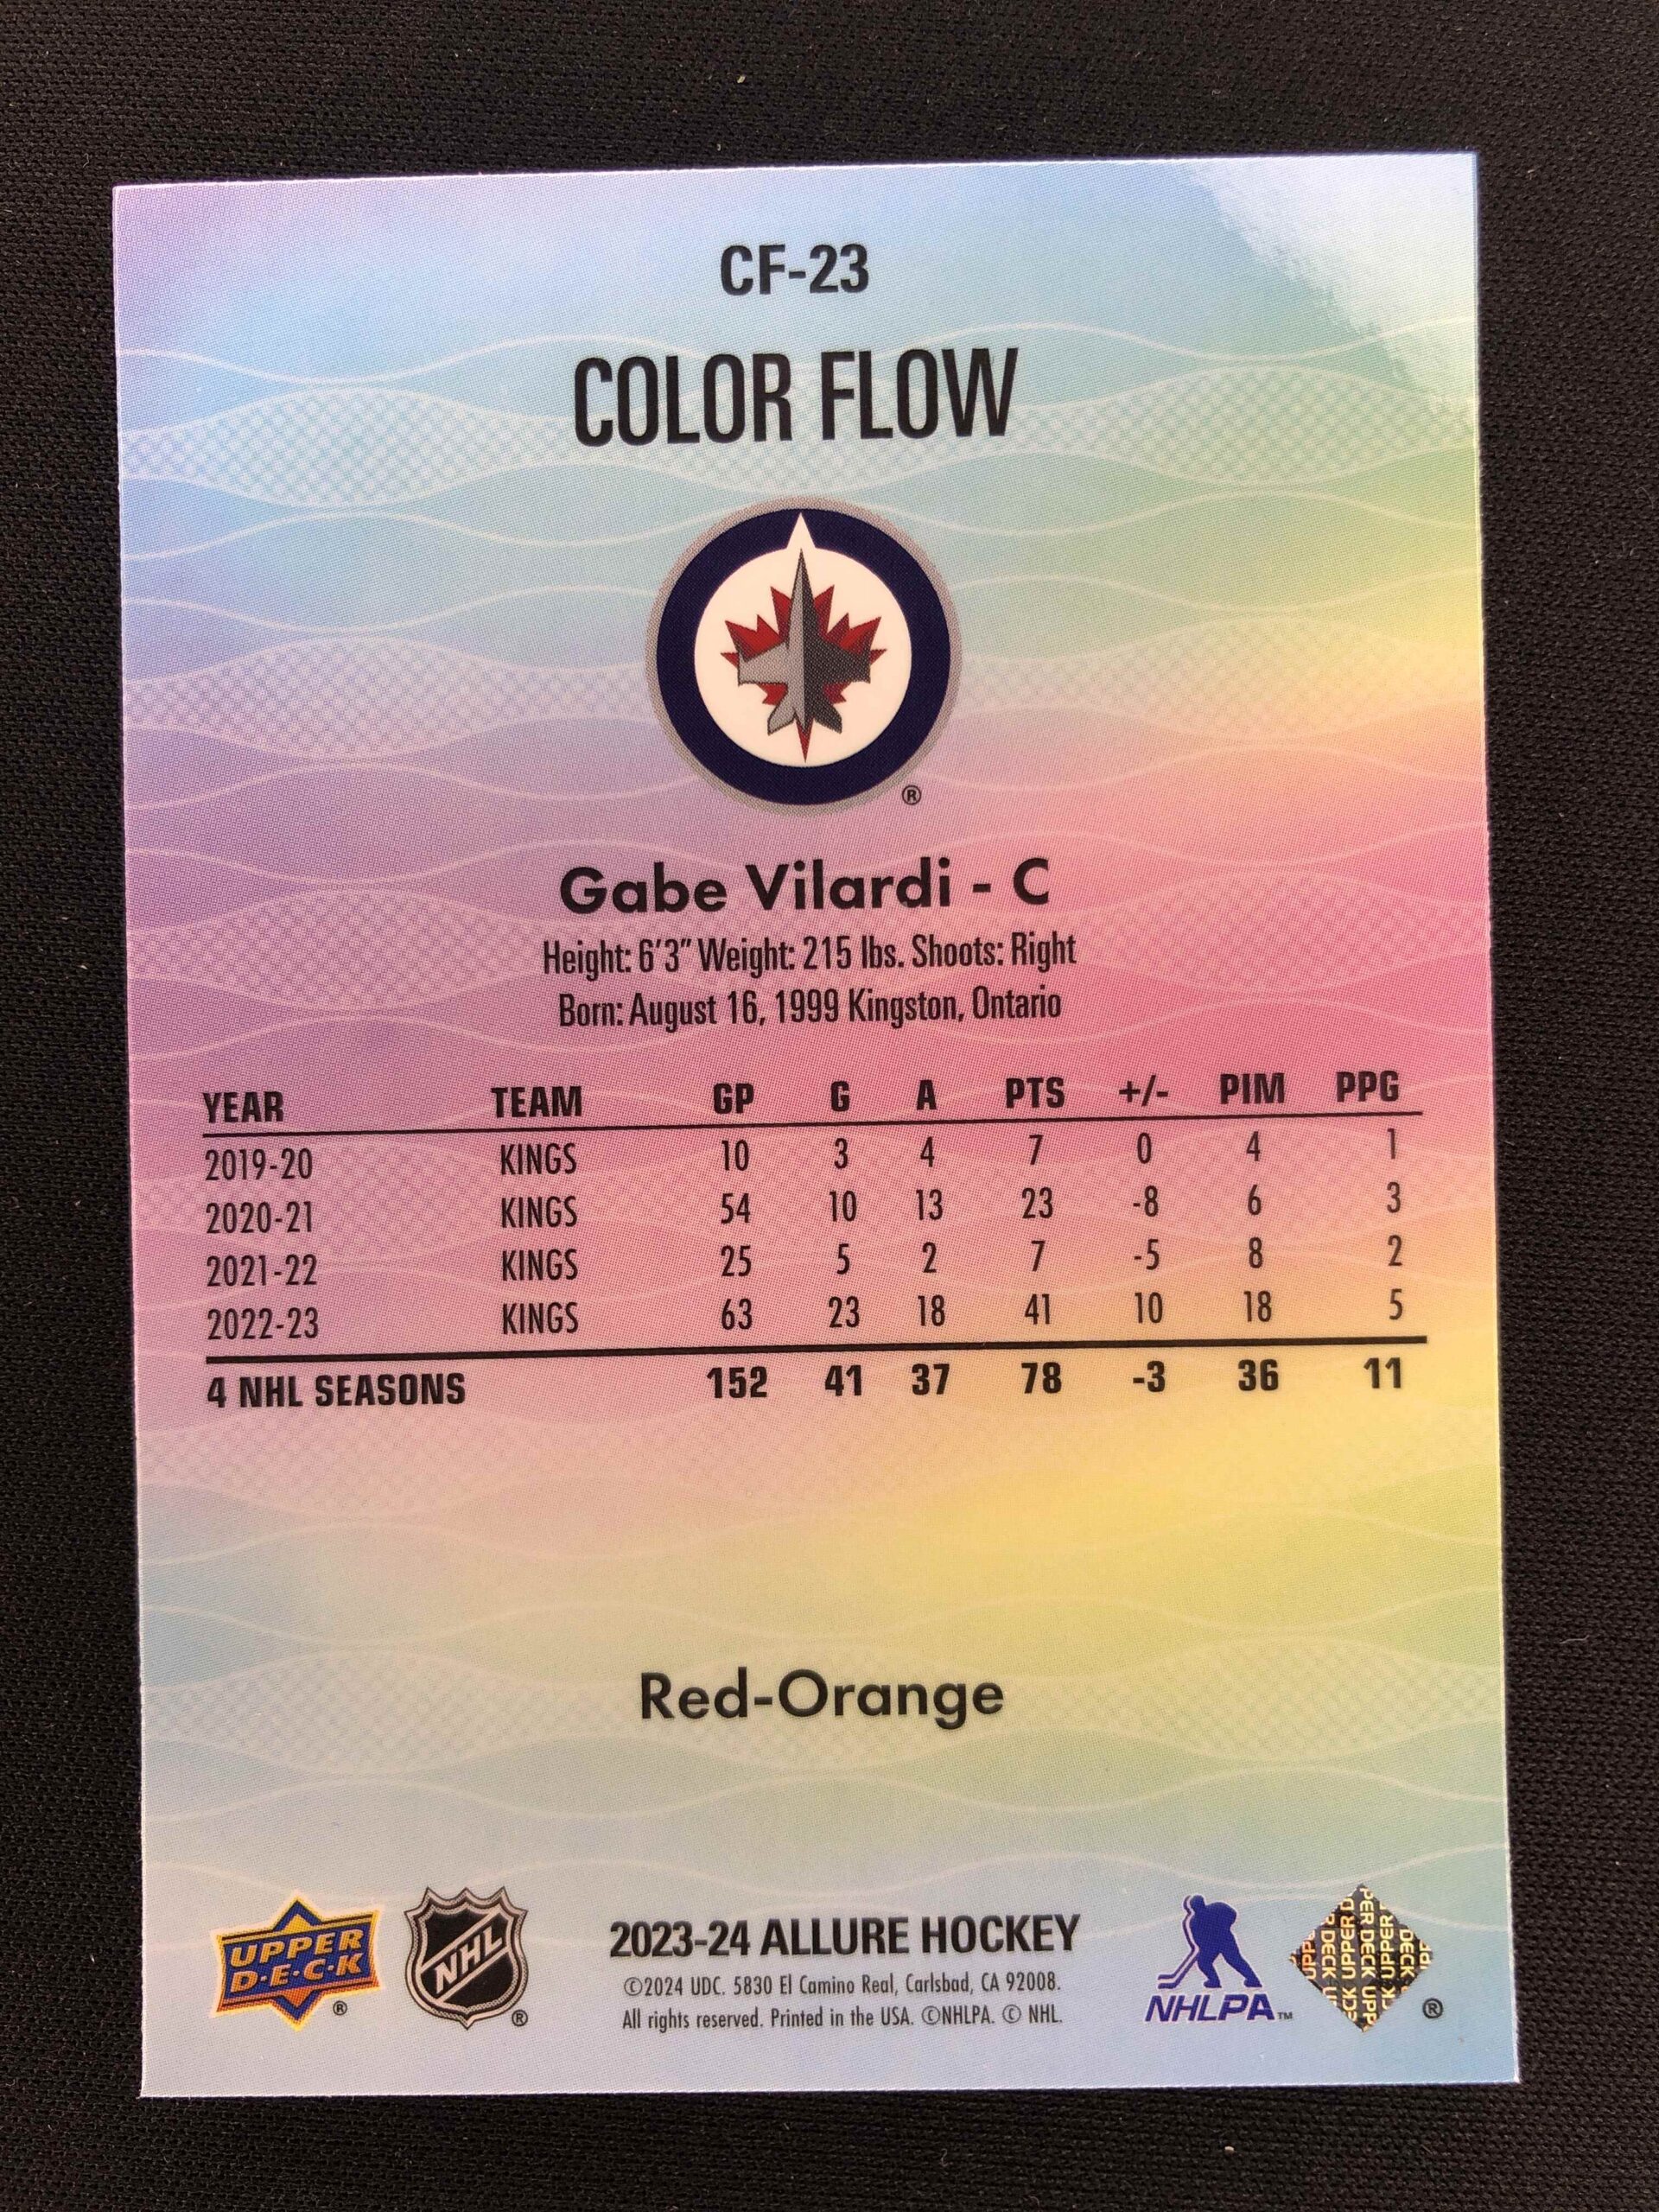 CF-23
COLOR FLOW
®
Gabe Vilardi - C
Height: 6'3" Weight: 215 lbs. Shoots: Right
Born: August 16, 1999 Kingston, Ontario
YEAR TEAM GP G A PTS +/- PIM PPG
2019-20 KINGS 10 3 4 7 0 4 1
2020-21 KINGS 54 10 13 23 -8 6 3
2021-22 KINGS 25 5 2 7 -5 8 2
2022-23 KINGS 63 23 18 41 10 18 5
4 NHL SEASONS 152 41 37 78 -3 36 11
Red-Orange
UPPER
D·E·C·K
®
NHL
®
2023-24 ALLURE HOCKEY
©2024 UDC. 5830 El Camino Real, Carlsbad, CA 92008.
All rights reserved. Printed in the USA. ©NHLPA. © NHL.
NHLPA™
UPPER DECK
®